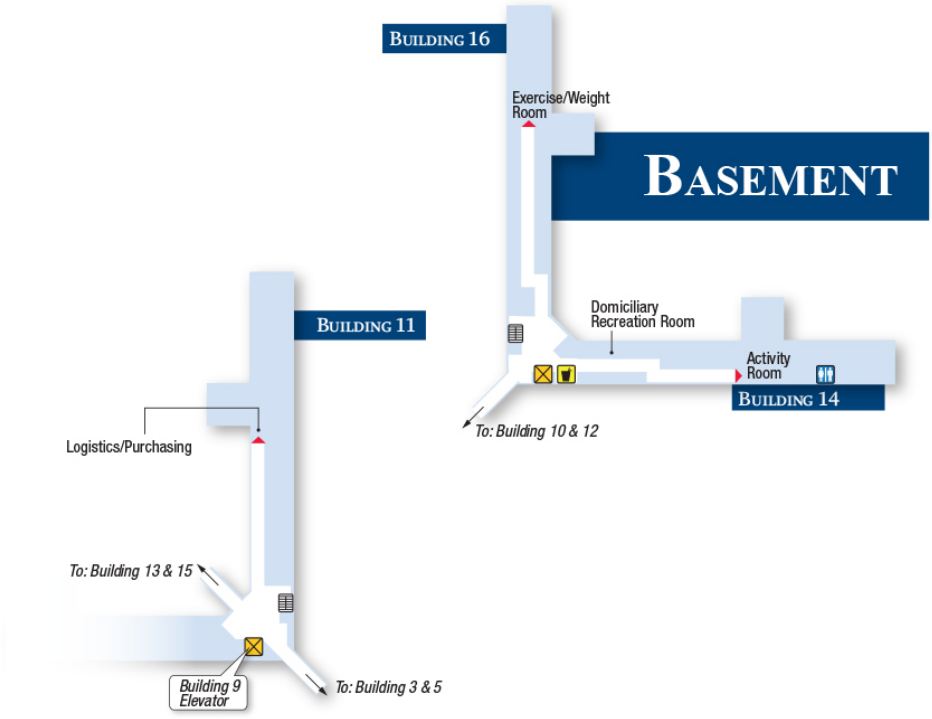 BUILDING 16
Exercise/Weight
Room
BASEMENT
Domiciliary
Recreation Room
BUILDING 11
Activity
Room
BUILDING 14
To: Building 10 & 12
Logistics/Purchasing
To: Building 13 & 15
Building 9
Elevator
To: Building 3 & 5